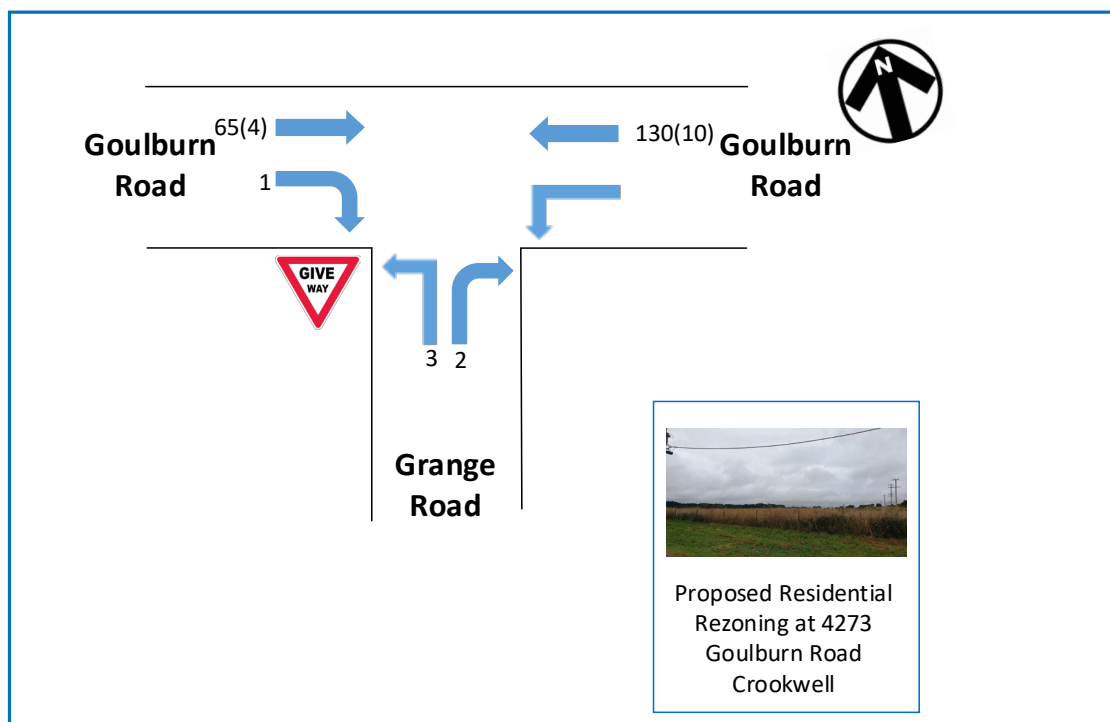 N
65(4)
Goulburn
Road
1
130(10)
Goulburn
Road
GIVE
WAY
3 2
Grange
Road
Proposed Residential
Rezoning at 4273
Goulburn Road
Crookwell